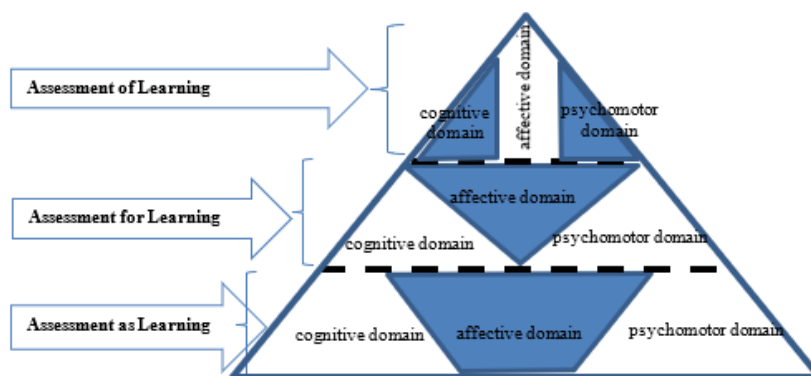 Assessment of Learning
cognitive
domain
affective domain
psychomotor
domain
Assessment for Learning
affective domain
cognitive domain
psychomotor domain
Assessment as Learning
cognitive domain
affective domain
psychomotor domain